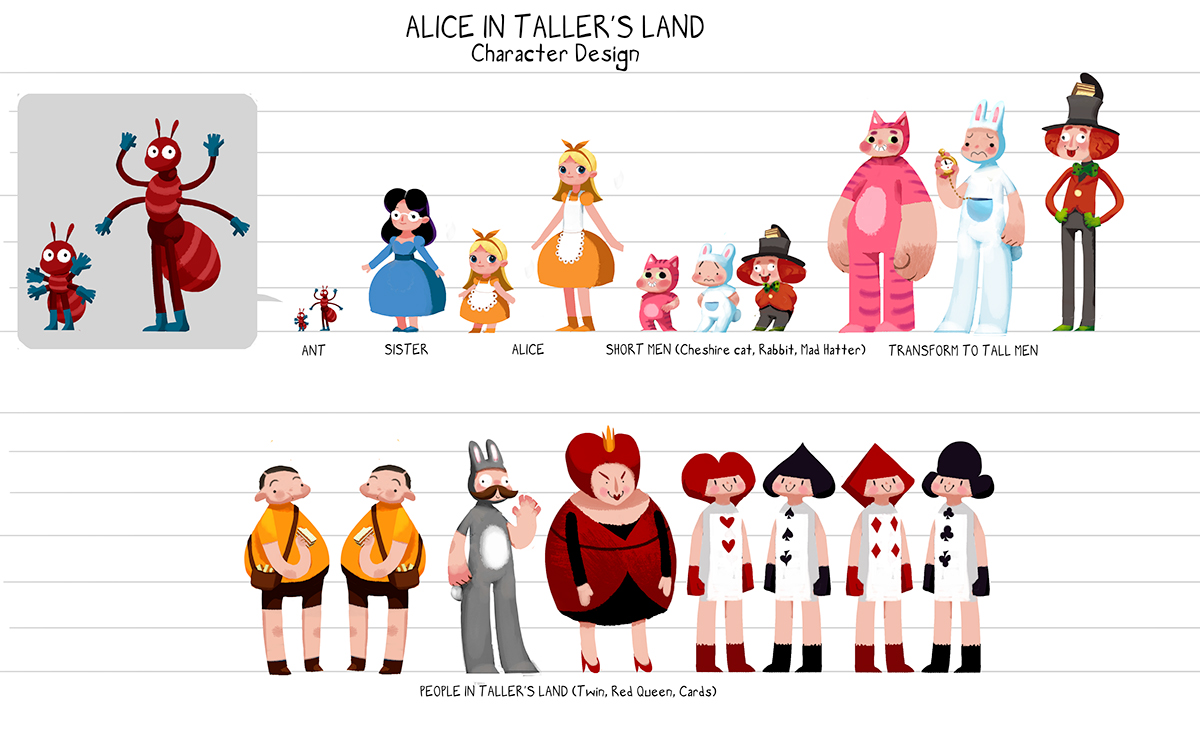 ALICE IN TALLER'S LAND
Character Design
ANT
SISTER
ALICE
SHORT MEN (Cheshire cat, Rabbit, Mad Hatter)
TRANSFORM TO TALL MEN
PEOPLE IN TALLER'S LAND (Twin, Red Queen, Cards)